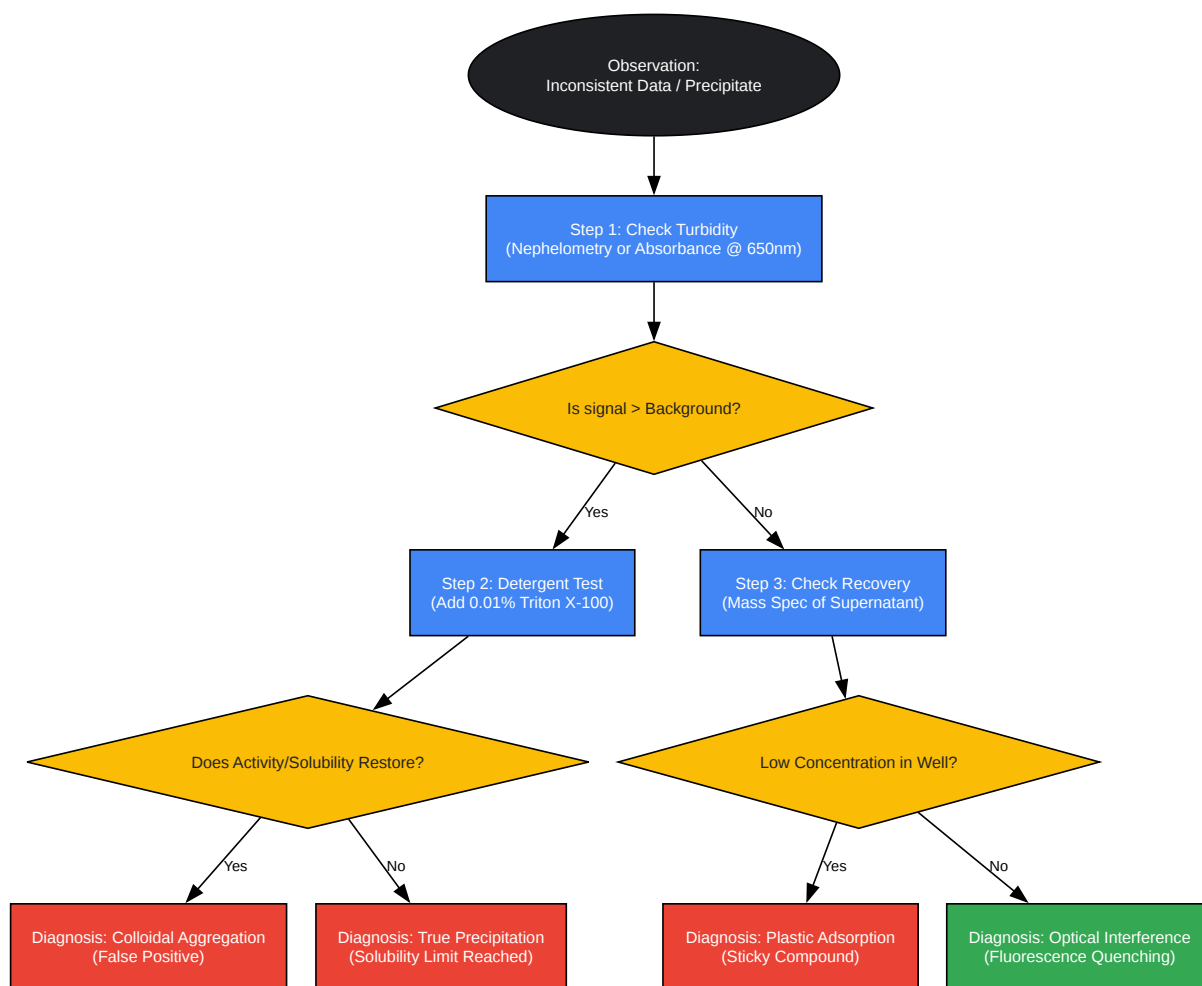 Observation:
Inconsistent Data / Precipitate
Step 1: Check Turbidity
(Nephelometry or Absorbance @ 650nm)
Is signal > Background?
Yes
No
Step 2: Detergent Test
(Add 0.01% Triton X-100)
Step 3: Check Recovery
(Mass Spec of Supernatant)
Does Activity/Solubility Restore?
Low Concentration in Well?
Yes
No
Yes
No
Diagnosis: Colloidal Aggregation
(False Positive)
Diagnosis: True Precipitation
(Solubility Limit Reached)
Diagnosis: Plastic Adsorption
(Sticky Compound)
Diagnosis: Optical Interference
(Fluorescence Quenching)